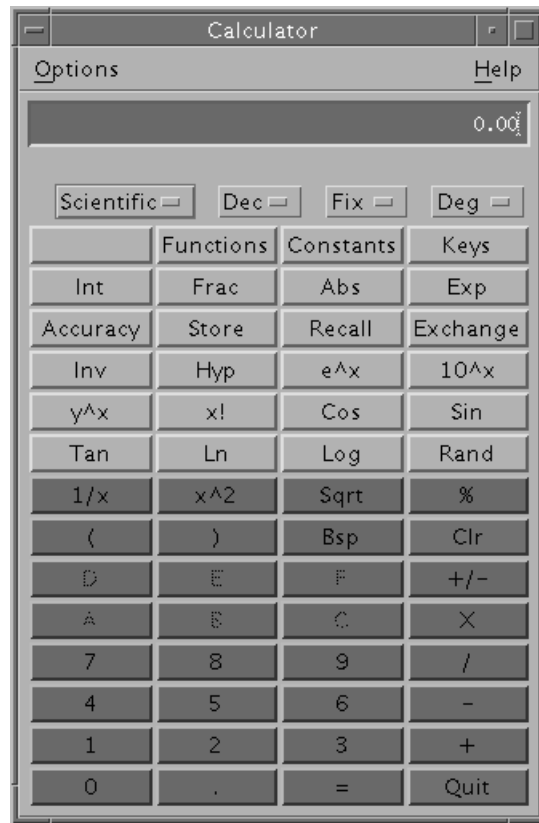 Calculator
Options Help
0.00
Scientific Dec Fix Deg
Functions Constants Keys
Int Frac Abs Exp
Accuracy Store Recall Exchange
Inv Hyp e^x 10^x
y^x x! Cos Sin
Tan Ln Log Rand
1/x x^2 Sqrt %
( ) Bsp Clr
D E F +/-
A B C X
7 8 9 /
4 5 6 -
1 2 3 +
0 . = Quit